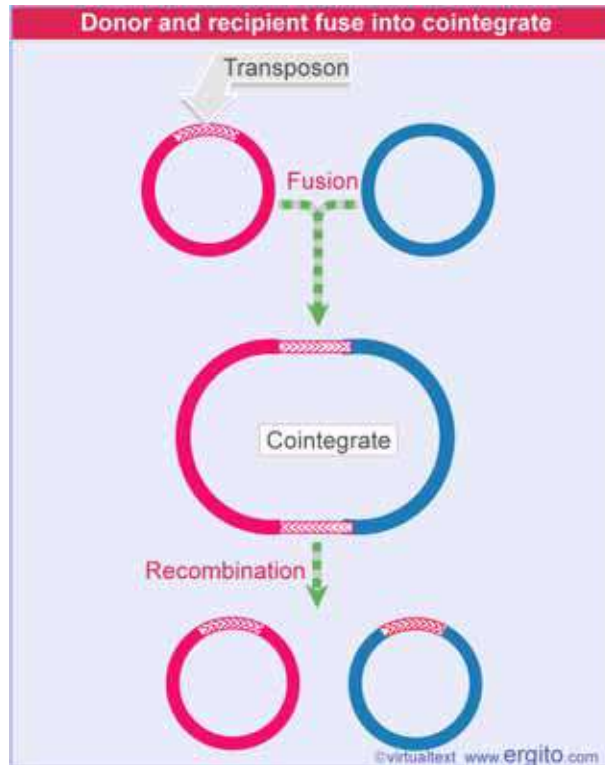 Donor and recipient fuse into cointegrate
Transposon
Fusion
Cointegrate
Recombination
©virtualtext www.ergito.com